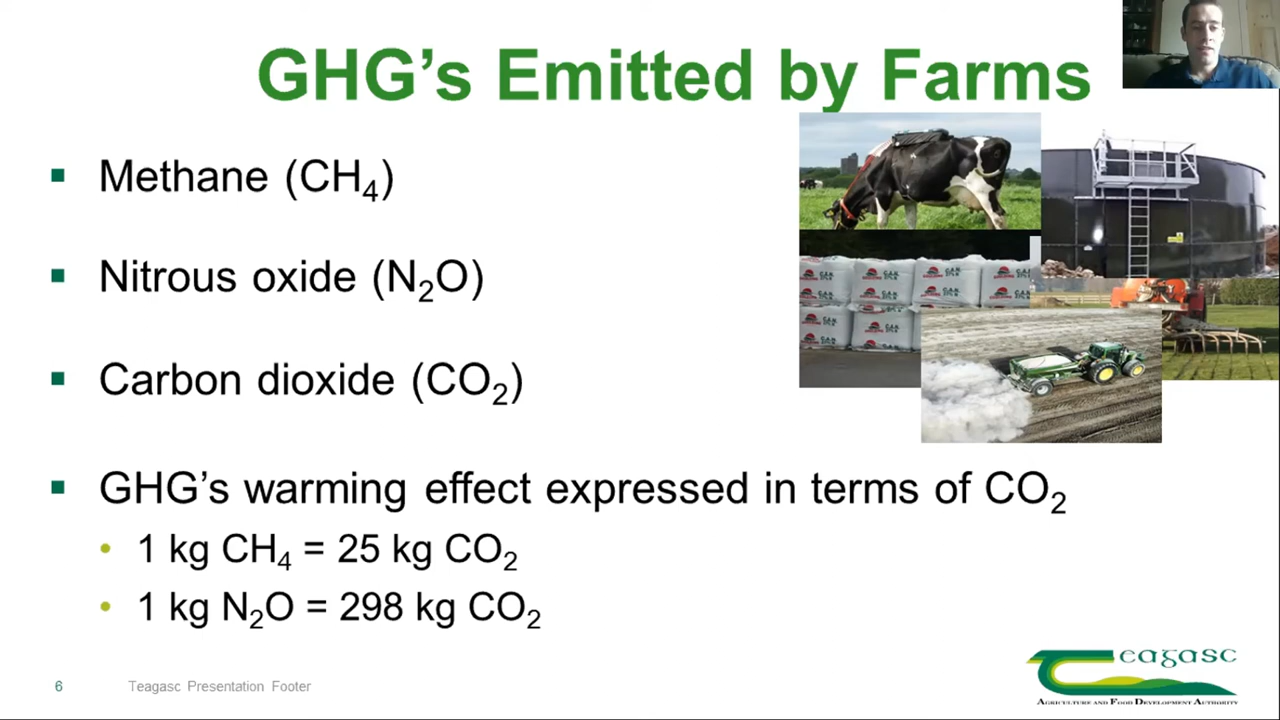 GHG's Emitted by Farms
▪ Methane (CH₄)
▪ Nitrous oxide (N₂O)
▪ Carbon dioxide (CO₂)
▪ GHG's warming effect expressed in terms of CO₂
• 1 kg CH₄ = 25 kg CO₂
• 1 kg N₂O = 298 kg CO₂
6
Teagasc Presentation Footer
Teagasc
AGRICULTURE AND FOOD DEVELOPMENT AUTHORITY